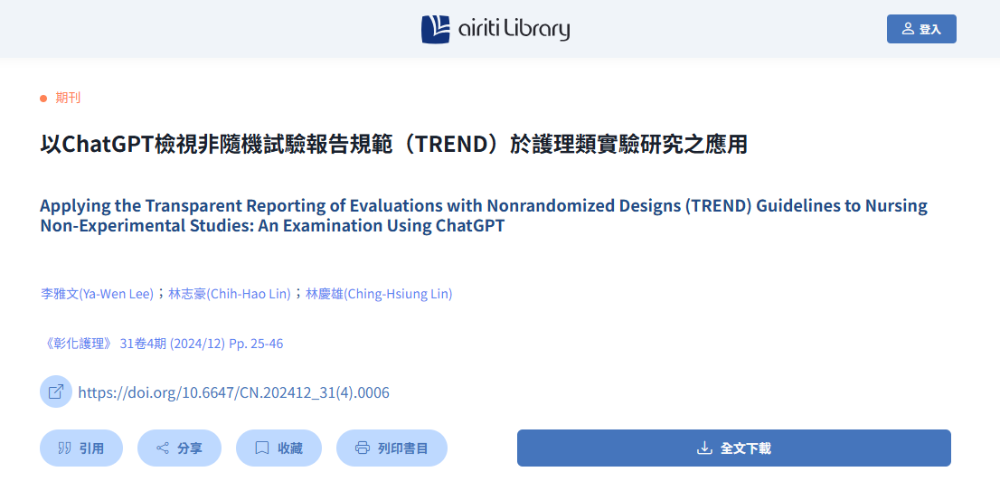 airiti Library
登入
期刊
以ChatGPT檢視非隨機試驗報告規範（TREND）於護理類實驗研究之應用
Applying the Transparent Reporting of Evaluations with Nonrandomized Designs (TREND) Guidelines to Nursing
Non-Experimental Studies: An Examination Using ChatGPT
李雅文(Ya-Wen Lee)；林志豪(Chih-Hao Lin)；林慶雄(Ching-Hsiung Lin)
《彰化護理》 31卷4期 (2024/12) Pp. 25-46
https://doi.org/10.6647/CN.202412_31(4).0006
引用 分享 收藏 列印書目 全文下載